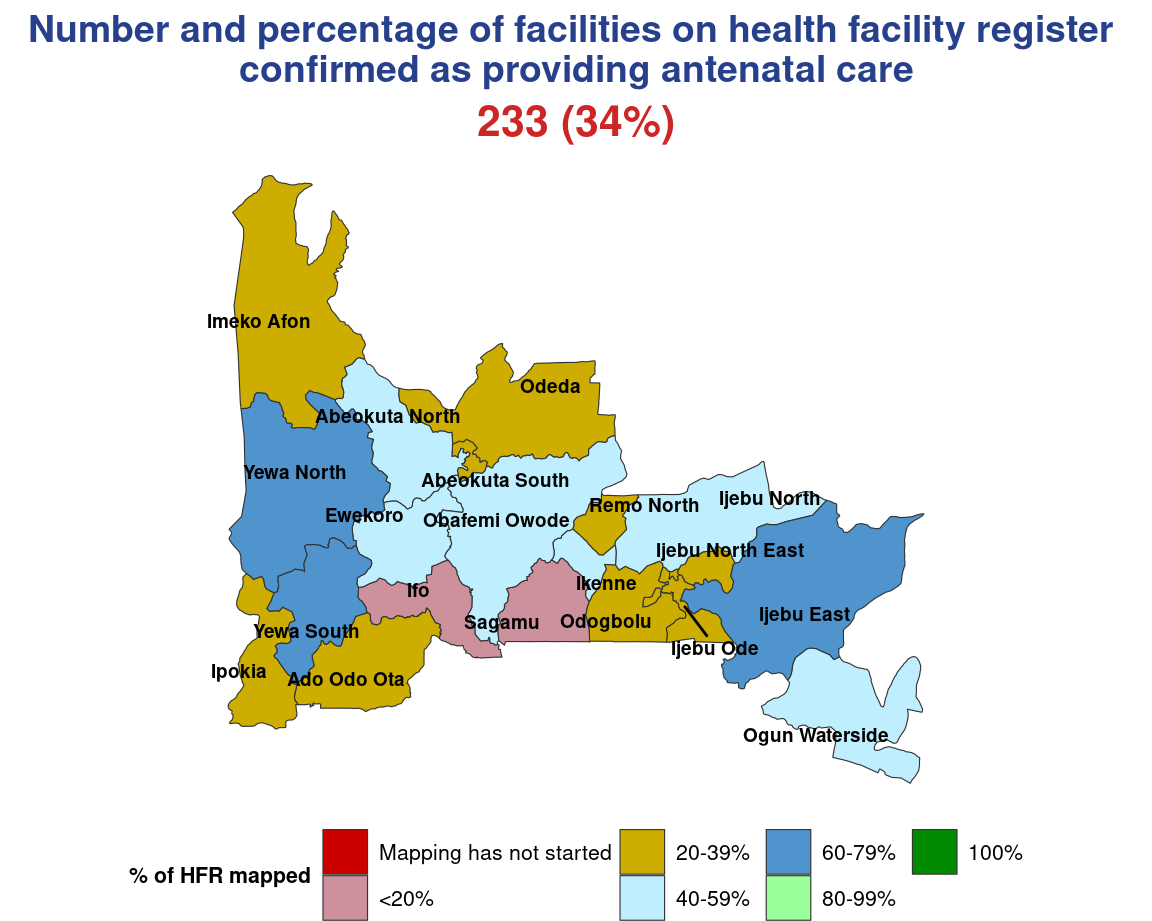 Number and percentage of facilities on health facility register
confirmed as providing antenatal care
233 (34%)
Imeko Afon
Odeda
Abeokuta North
Yewa North
Abeokuta South
Ijebu North
Remo North
Ewekoro
Obafemi Owode
Ijebu North East
Ikenne
Ifo
Ijebu East
Sagamu
Odogbolu
Yewa South
Ijebu Ode
Ipokia
Ado Odo Ota
Ogun Waterside
% of HFR mapped
Mapping has not started
<20%
20-39%
40-59%
60-79%
80-99%
100%